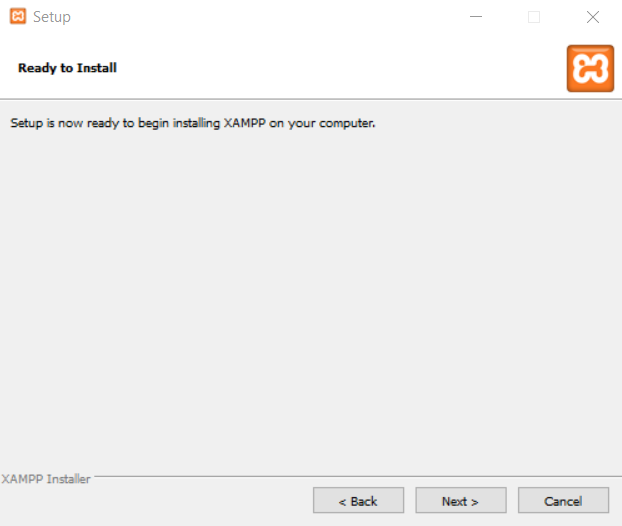 Setup
Ready to Install
Setup is now ready to begin installing XAMPP on your computer.
XAMPP Installer
< Back
Next >
Cancel